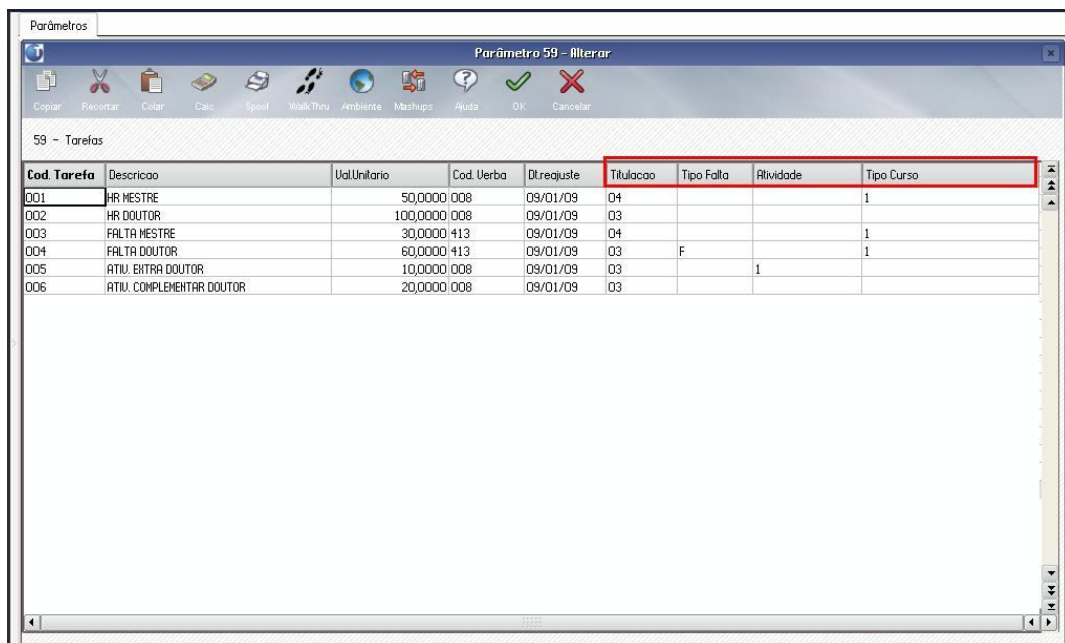 Parâmetros
Parâmetro 59 - Alterar
Copiar Recortar Colar Calc Spool WalkThru Ambiente Mashups Ajuda OK Cancelar
59 - Tarefas
Cod. Tarefa Descricao Val.Unitario Cod. Verba Dt.reajuste Titulacao Tipo Falta Atividade Tipo Curso
001 HR MESTRE 50,0000 008 09/01/09 04 1
002 HR DOUTOR 100,0000 008 09/01/09 03
003 FALTA MESTRE 30,0000 413 09/01/09 04 1
004 FALTA DOUTOR 60,0000 413 09/01/09 03 F 1
005 ATIV. EXTRA DOUTOR 10,0000 008 09/01/09 03 1
006 ATIV. COMPLEMENTAR DOUTOR 20,0000 008 09/01/09 03